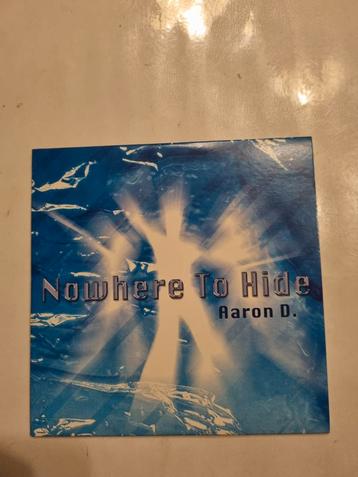 Nowhere To Hide
Aaron D.